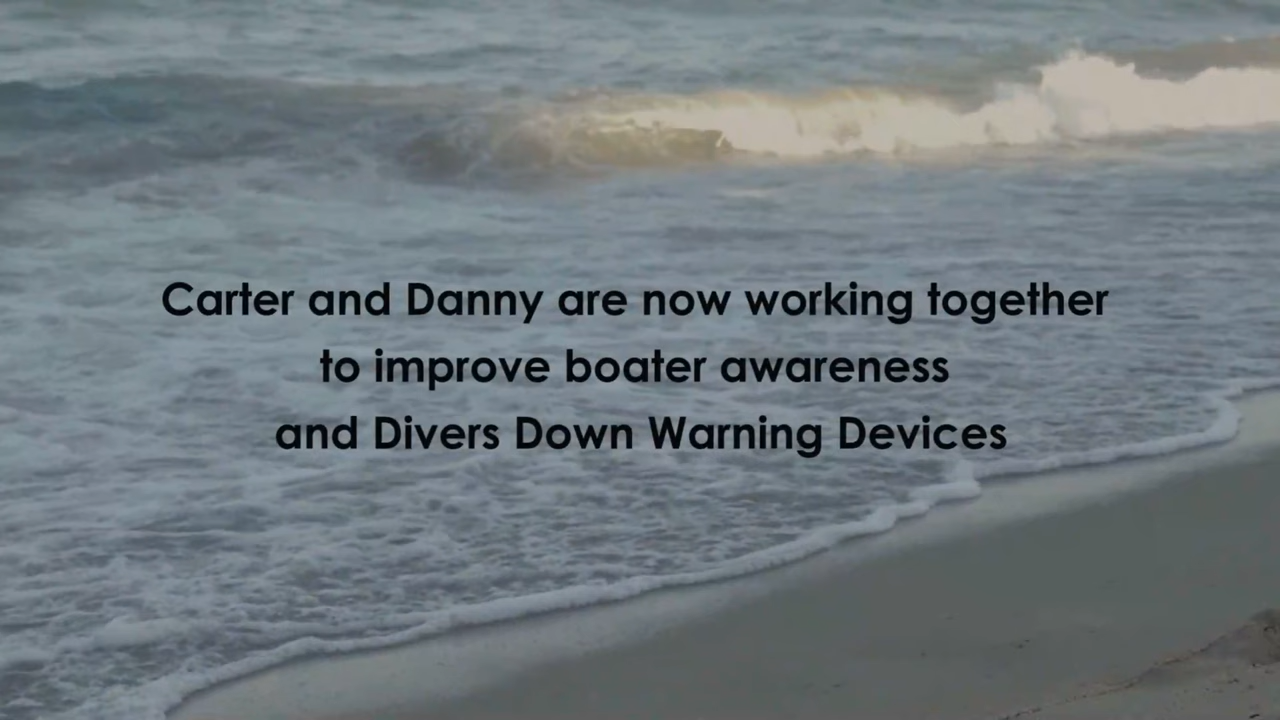 Carter and Danny are now working together
to improve boater awareness
and Divers Down Warning Devices